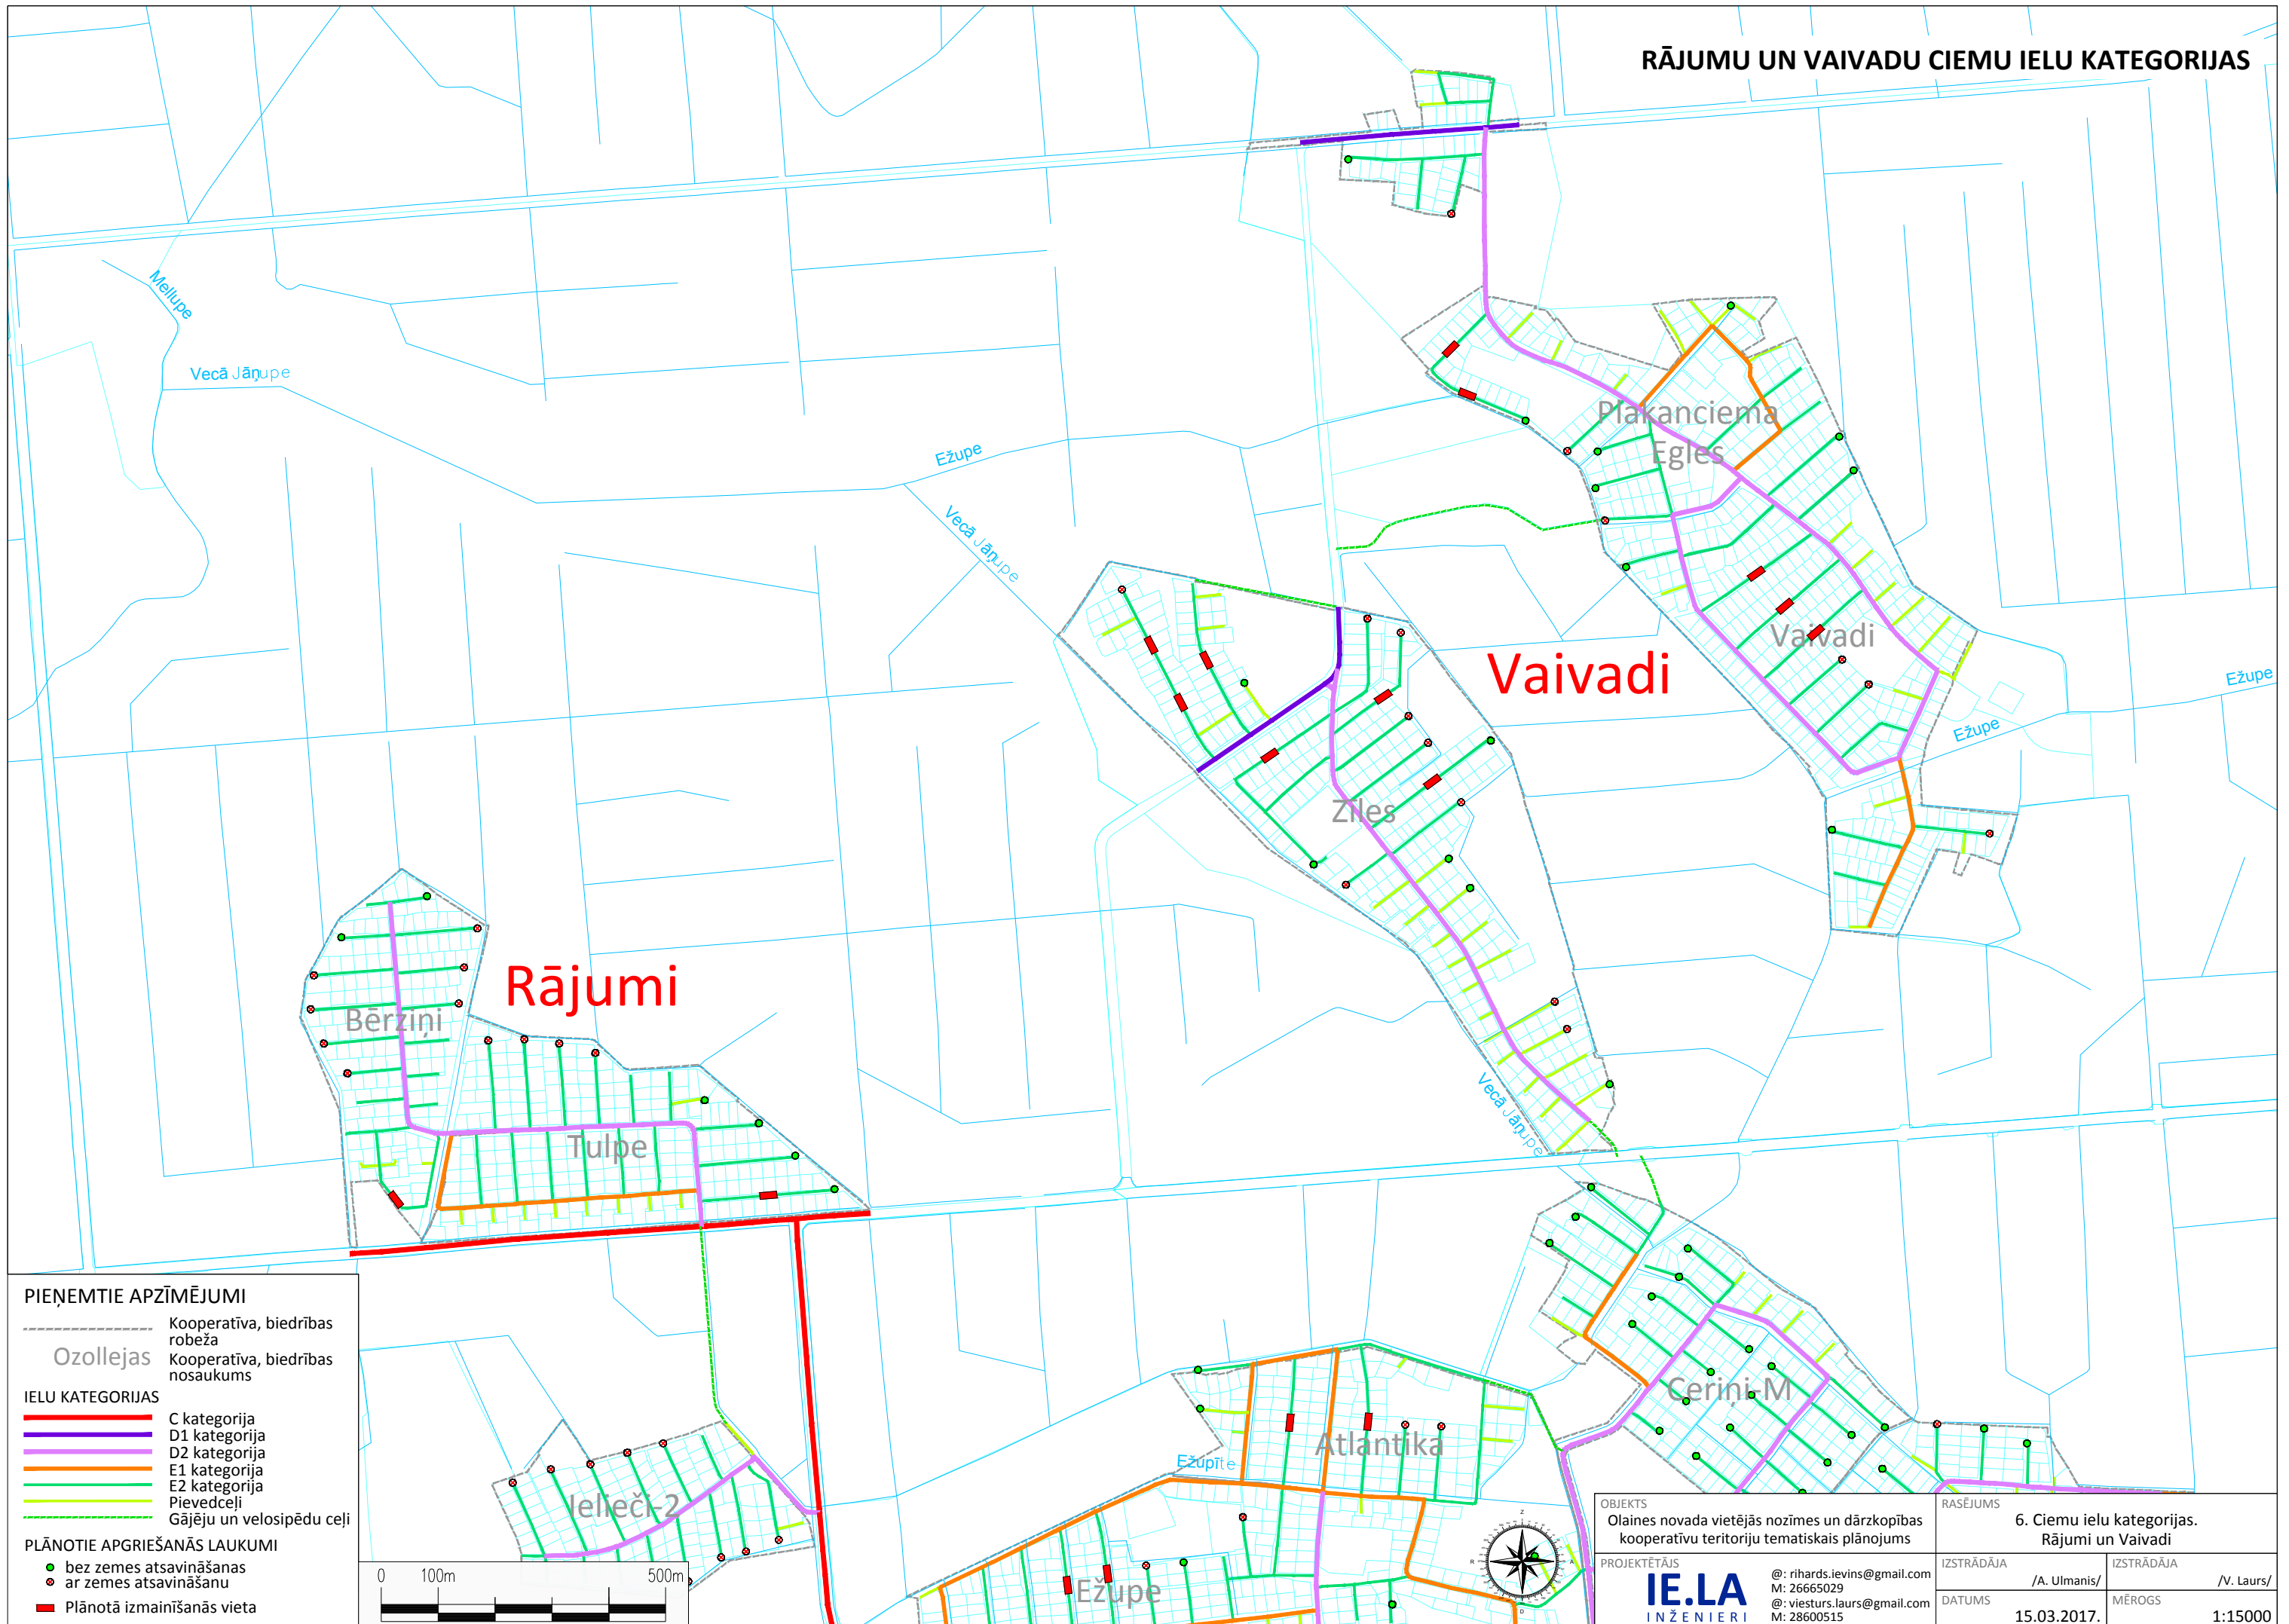 RĀJUMU UN VAIVADU CIEMU IELU KATEGORIJAS
Mellupe
Vecā Jāņupe
Ežupe
Vecā Jāņupe
Plakanciema
Egles
Vaivadi
Vaivadi
Ežupe
Ežupe
Zīles
Rājumi
Bērziņi
Tulpe
Vecā Jāņupe
Ceriņi-M
Atlantika
Ežupīte
Ielieči-2
Ežupe
PIEŅEMTIE APZĪMĒJUMI
Kooperatīva, biedrības
robeža
Ozollejas
Kooperatīva, biedrības
nosaukums
IELU KATEGORIJAS
C kategorija
D1 kategorija
D2 kategorija
E1 kategorija
E2 kategorija
Pievedceļi
Gājēju un velosipēdu ceļi
PLĀNOTIE APGRIEŠANĀS LAUKUMI
bez zemes atsavināšanas
ar zemes atsavināšanu
Plānotā izmainīšanās vieta
0 100m 500m
OBJEKTS
Olaines novada vietējās nozīmes un dārzkopības
kooperatīvu teritoriju tematiskais plānojums
RASĒJUMS
6. Ciemu ielu kategorijas.
Rājumi un Vaivadi
PROJEKTĒTĀJS
IE.LA
INŽENIERI
@: rihards.ievins@gmail.com
M: 26665029
@: viesturs.laurs@gmail.com
M: 28600515
IZSTRĀDĀJA
/A. Ulmanis/
IZSTRĀDĀJA
/V. Laurs/
DATUMS
15.03.2017.
MĒROGS
1:15000